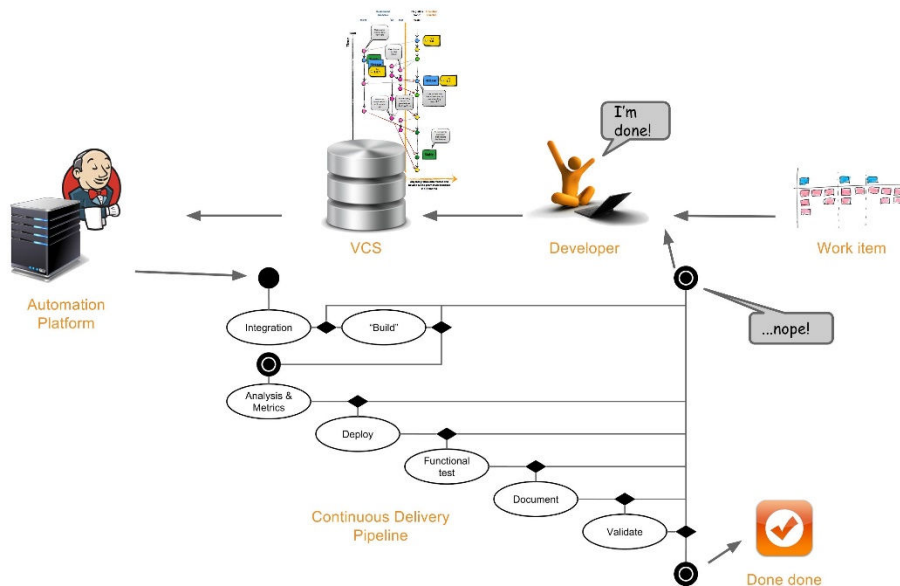 I'm
done!
VCS
Developer
Work item
Automation
Platform
...nope!
Integration
"Build"
Analysis &
Metrics
Deploy
Functional
test
Document
Validate
Continuous Delivery
Pipeline
Done done